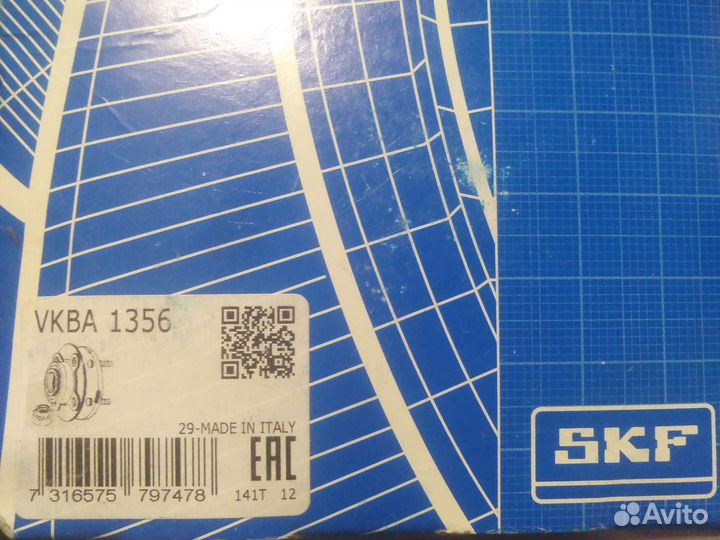 VKBA 1356
29-MADE IN ITALY
EAC
7 316575 797478
141T 12
SKF
Avito